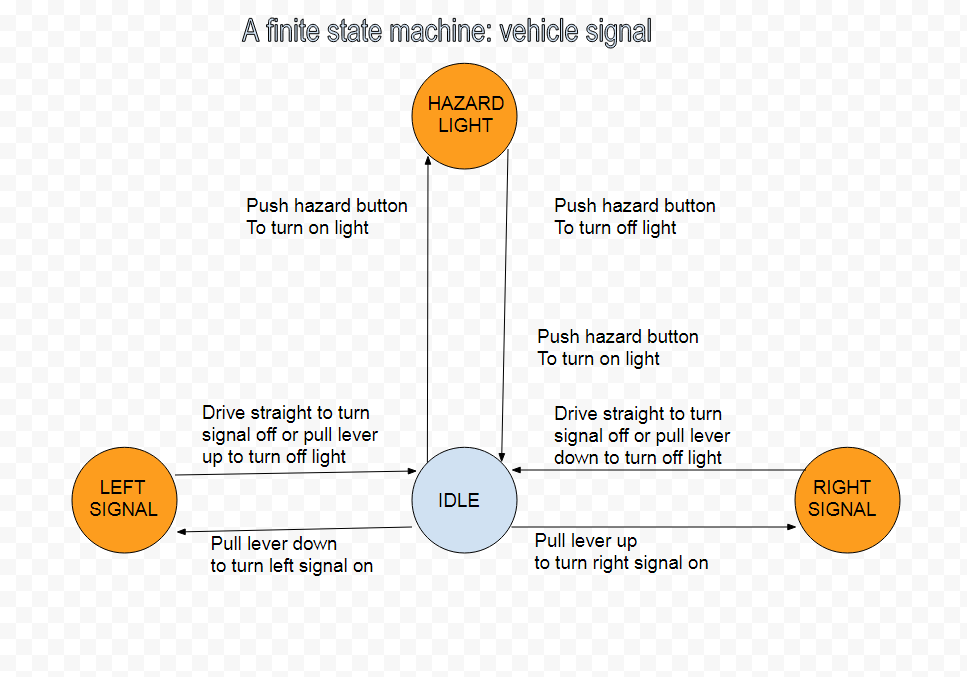 A finite state machine: vehicle signal
HAZARD
LIGHT
Push hazard button
To turn on light
Push hazard button
To turn off light
Push hazard button
To turn on light
Drive straight to turn
signal off or pull lever
up to turn off light
Drive straight to turn
signal off or pull lever
down to turn off light
LEFT
SIGNAL
IDLE
RIGHT
SIGNAL
Pull lever down
to turn left signal on
Pull lever up
to turn right signal on